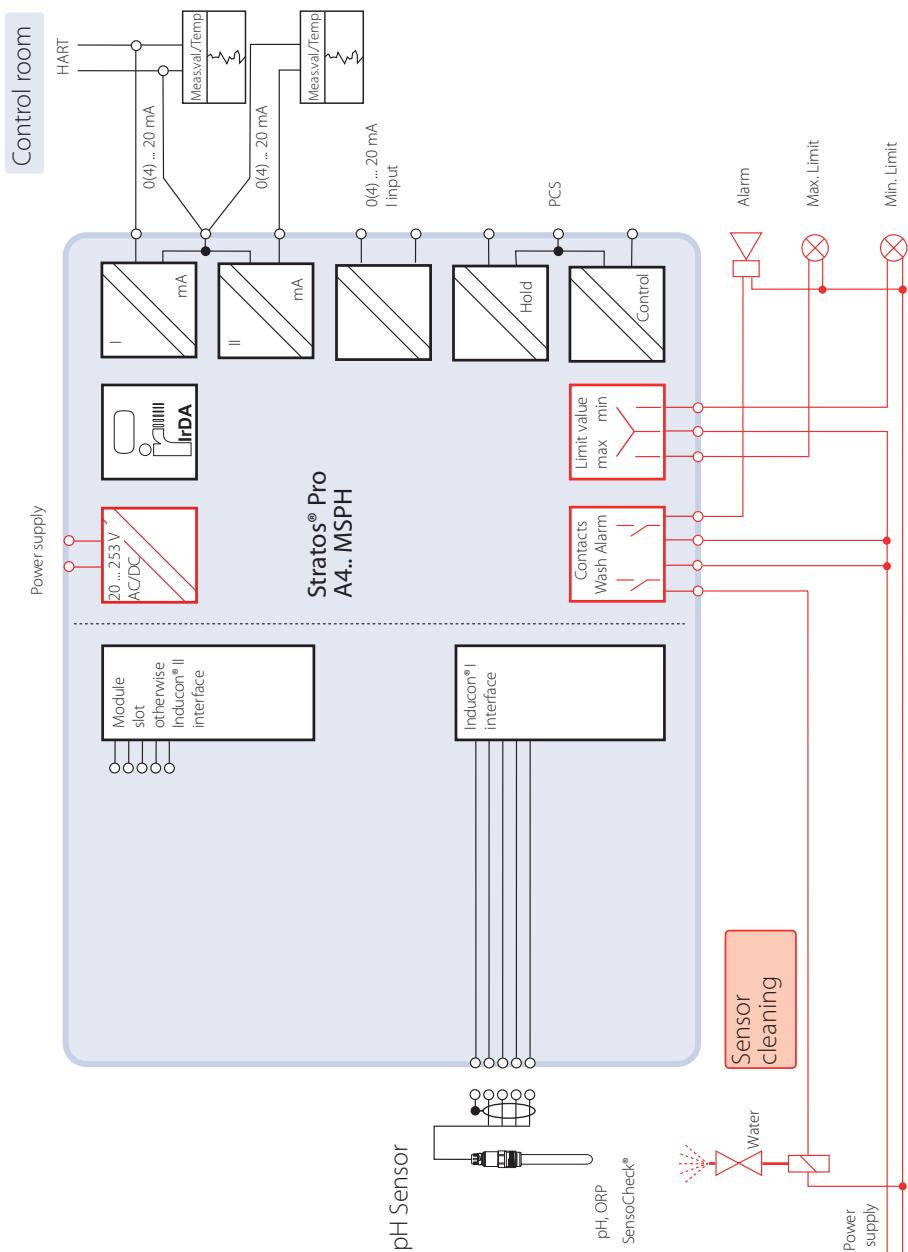 Control room
HART
Meas.val./Temp
Meas.val./Temp
0(4) ... 20 mA
0(4) ... 20 mA
0(4) ... 20 mA
I input
PCS
Alarm
Max. Limit
Min. Limit
I
mA
II
mA
Hold
Control
IrDA
Limit value
max min
Power supply
20 ... 253 V
AC/DC
Stratos® Pro
A4.. MSPH
Contacts
Wash Alarm
Module
slot
otherwise
Inducon® II
interface
Inducon® I
interface
Sensor
cleaning
pH Sensor
pH, ORP
SensoCheck®
Water
Power
supply